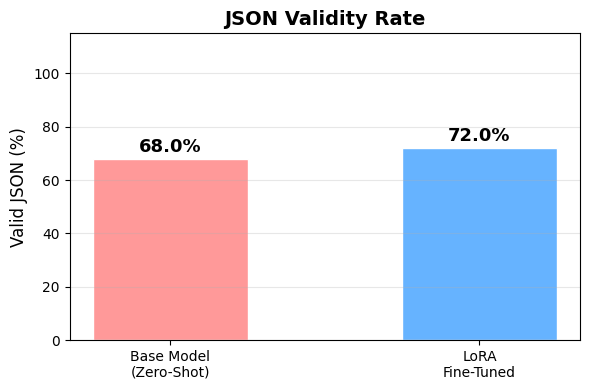 JSON Validity Rate
Valid JSON (%)
100
80
60
40
20
0
68.0%
72.0%
Base Model
(Zero-Shot)
LoRA
Fine-Tuned